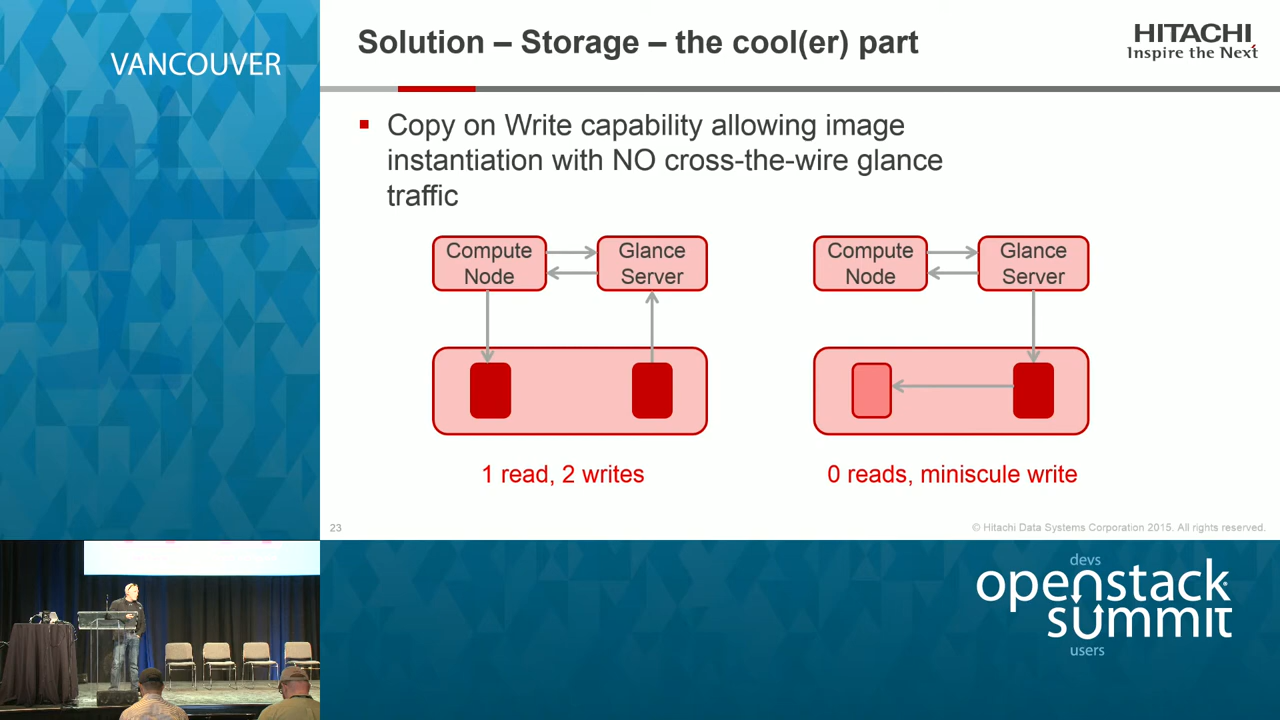 VANCOUVER
Solution – Storage – the cool(er) part
HITACHI
Inspire the Next
Copy on Write capability allowing image
instantiation with NO cross-the-wire glance
traffic
Compute
Node
Glance
Server
Compute
Node
Glance
Server
1 read, 2 writes
0 reads, miniscule write
23
© Hitachi Data Systems Corporation 2015. All rights reserved.
devs
openstack
summit
users